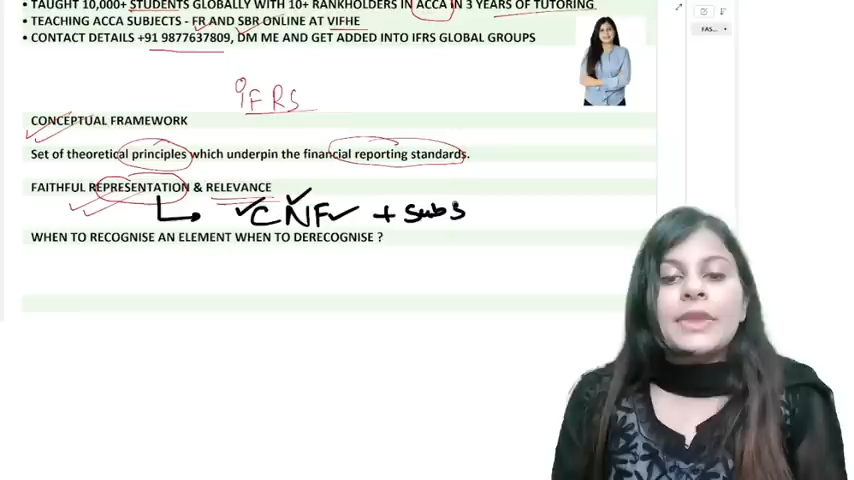 • TAUGHT 10,000+ STUDENTS GLOBALLY WITH 10+ RANKHOLDERS IN ACCA IN 3 YEARS OF TUTORING.
• TEACHING ACCA SUBJECTS - FR AND SBR ONLINE AT VIFHE
• CONTACT DETAILS +91 9877637809, DM ME AND GET ADDED INTO IFRS GLOBAL GROUPS
FAS...
iFRS
CONCEPTUAL FRAMEWORK
Set of theoretical principles which underpin the financial reporting standards.
FAITHFUL REPRESENTATION & RELEVANCE
CNF + Subs
WHEN TO RECOGNISE AN ELEMENT WHEN TO DERECOGNISE ?